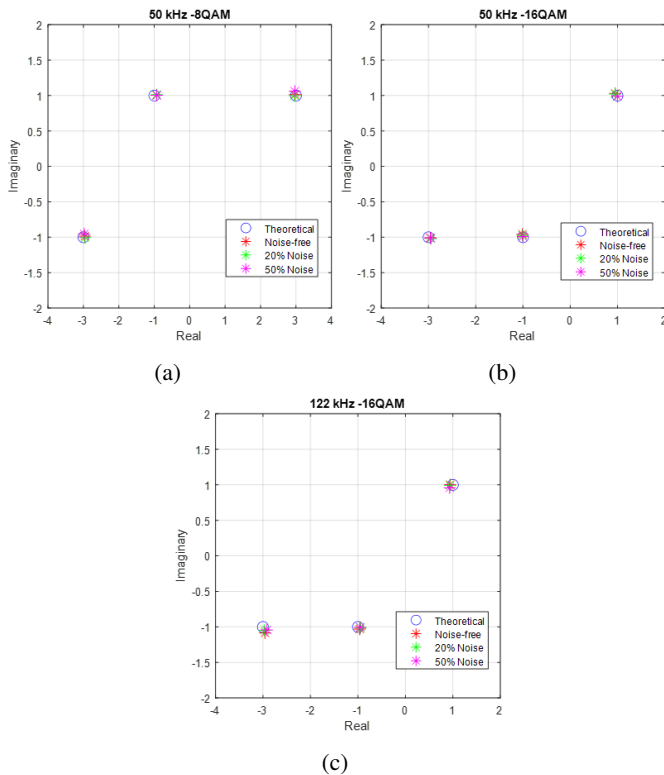 50 kHz -8QAM
2
1.5
1
0.5
0
-0.5
-1
-1.5
-2
Imaginary
-4 -3 -2 -1 0 1 2 3 4
Real
Theoretical
Noise-free
20% Noise
50% Noise
(a)
50 kHz -16QAM
2
1.5
1
0.5
0
-0.5
-1
-1.5
-2
Imaginary
-4 -3 -2 -1 0 1 2
Real
Theoretical
Noise-free
20% Noise
50% Noise
(b)
122 kHz -16QAM
2
1.5
1
0.5
0
-0.5
-1
-1.5
-2
Imaginary
-4 -3 -2 -1 0 1 2
Real
Theoretical
Noise-free
20% Noise
50% Noise
(c)